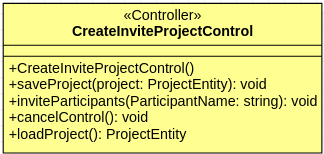 «Controller»
CreateInviteProjectControl
+CreateInviteProjectControl()
+saveProject(project: ProjectEntity): void
+inviteParticipants(ParticipantName: string): void
+cancelControl(): void
+loadProject(): ProjectEntity